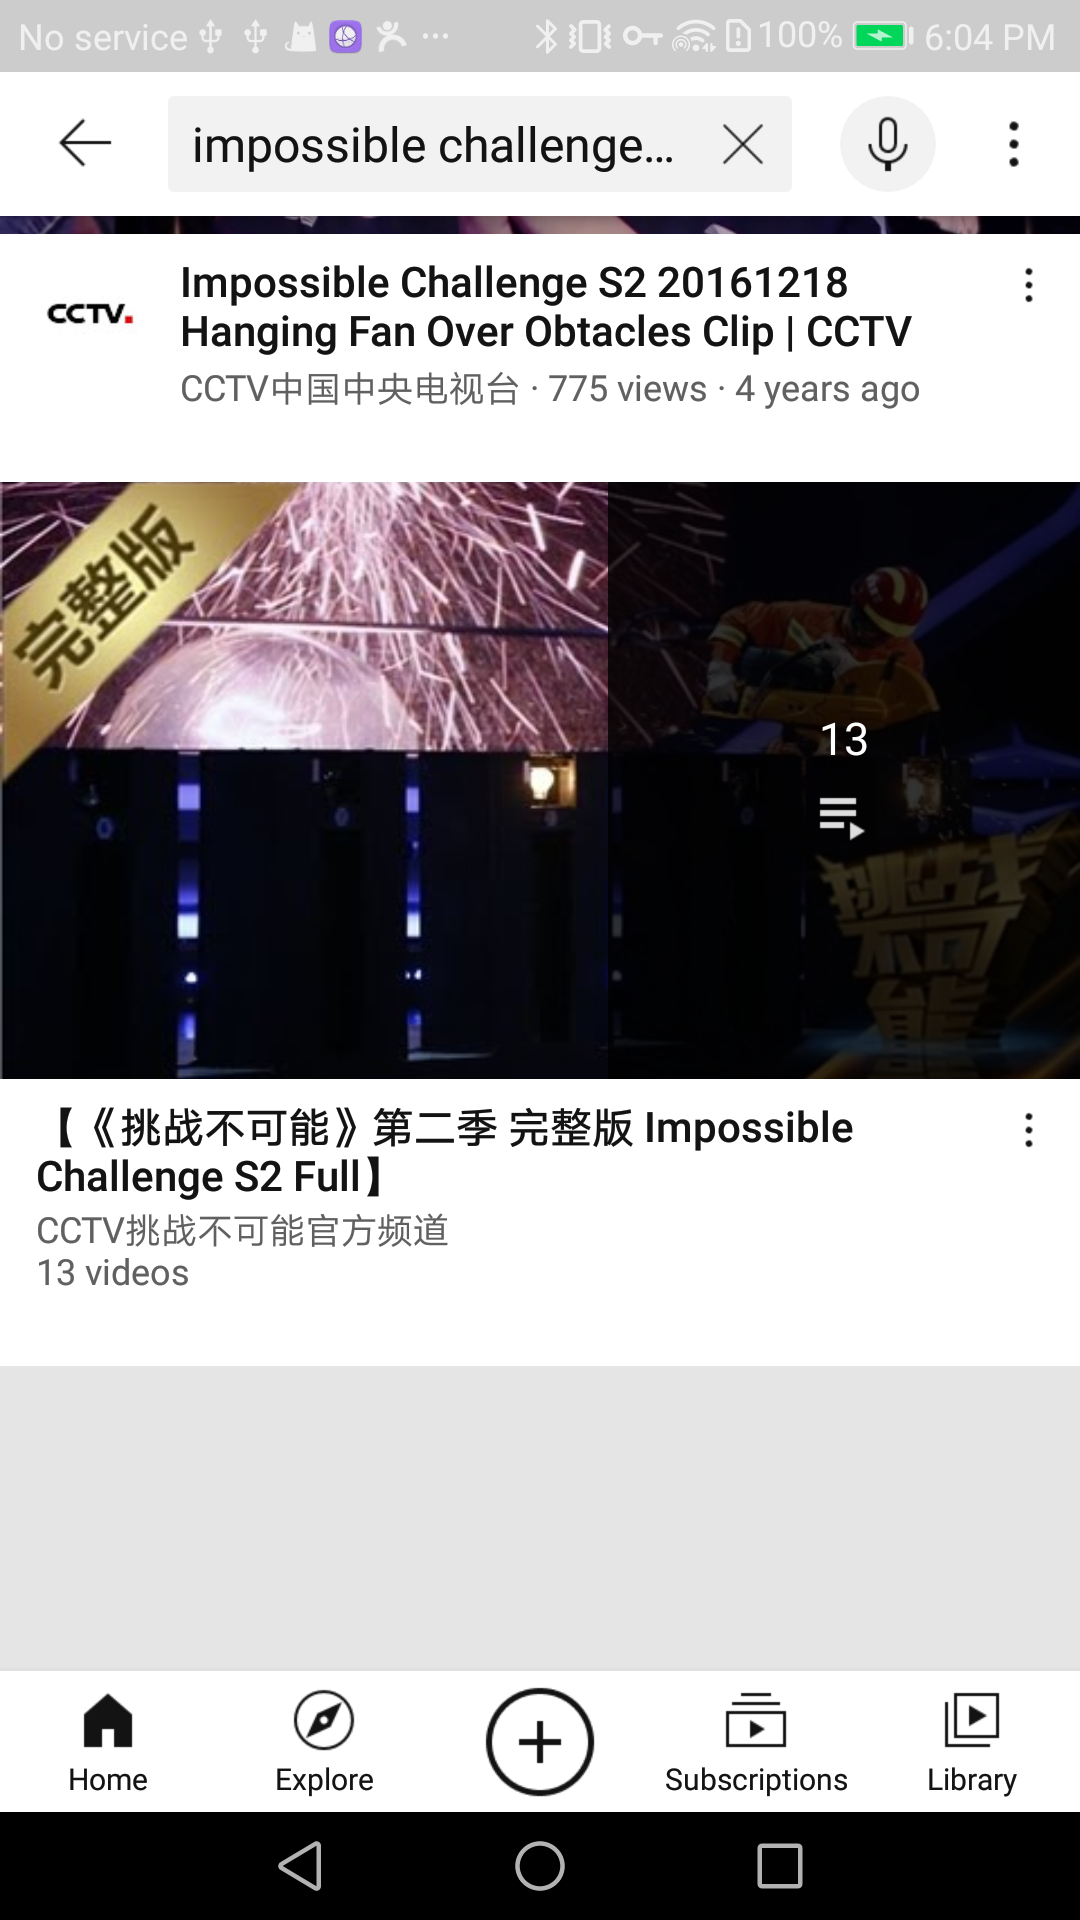 No service
100%
6:04 PM
impossible challenge...
CCTV.
Impossible Challenge S2 20161218
Hanging Fan Over Obtacles Clip | CCTV
CCTV中国中央电视台 · 775 views · 4 years ago
完整版
13
挑战
不可
能
【《挑战不可能》第二季 完整版 Impossible
Challenge S2 Full】
CCTV挑战不可能官方频道
13 videos
Home
Explore
Subscriptions
Library